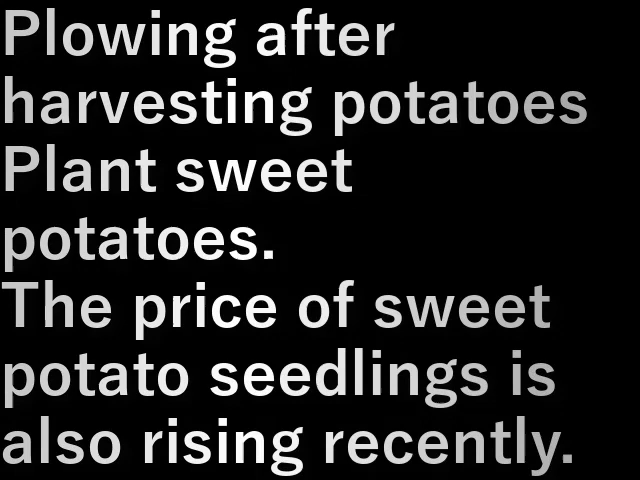 Plowing after
harvesting potatoes
Plant sweet
potatoes.
The price of sweet
potato seedlings is
also rising recently.